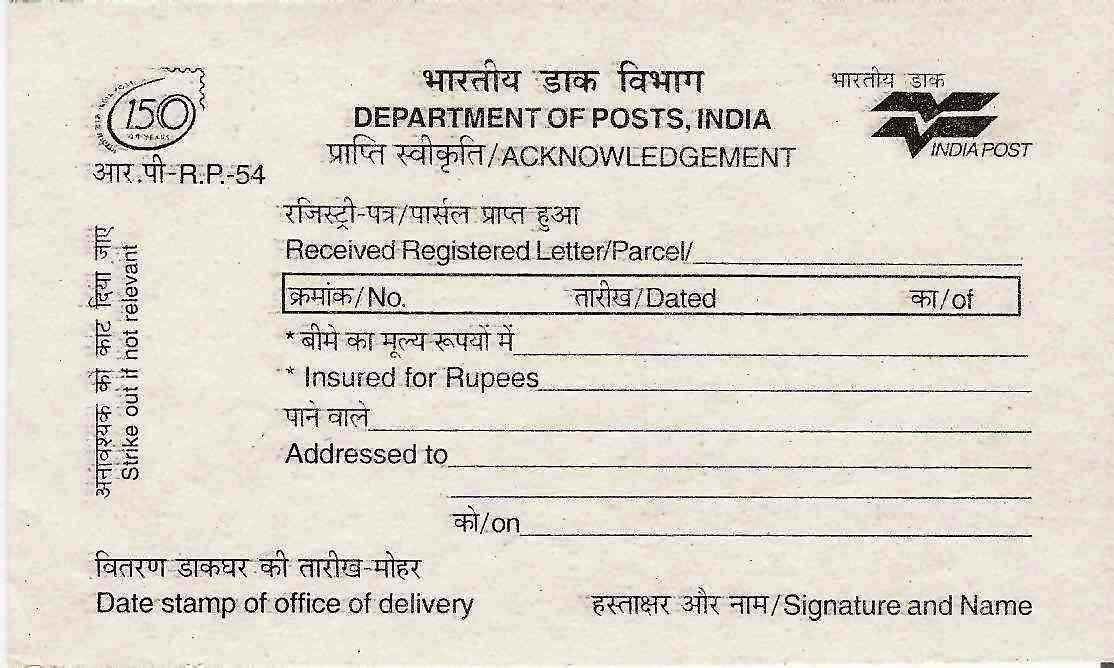 150
YEARS
भारतीय डाक विभाग
DEPARTMENT OF POSTS, INDIA
प्राप्ति स्वीकृति/ACKNOWLEDGEMENT
भारतीय डाक
INDIA POST
आर.पी-R.P.-54
रजिस्ट्री-पत्र/पार्सल प्राप्त हुआ
Received Registered Letter/Parcel/
क्रमांक/No. तारीख/Dated का/of
* बीमे का मूल्य रूपयों में
* Insured for Rupees
पाने वाले
Addressed to
को/on
अनावश्यक को काट दिया जाए
Strike out if not relevant
वितरण डाकघर की तारीख-मोहर
Date stamp of office of delivery
हस्ताक्षर और नाम/Signature and Name